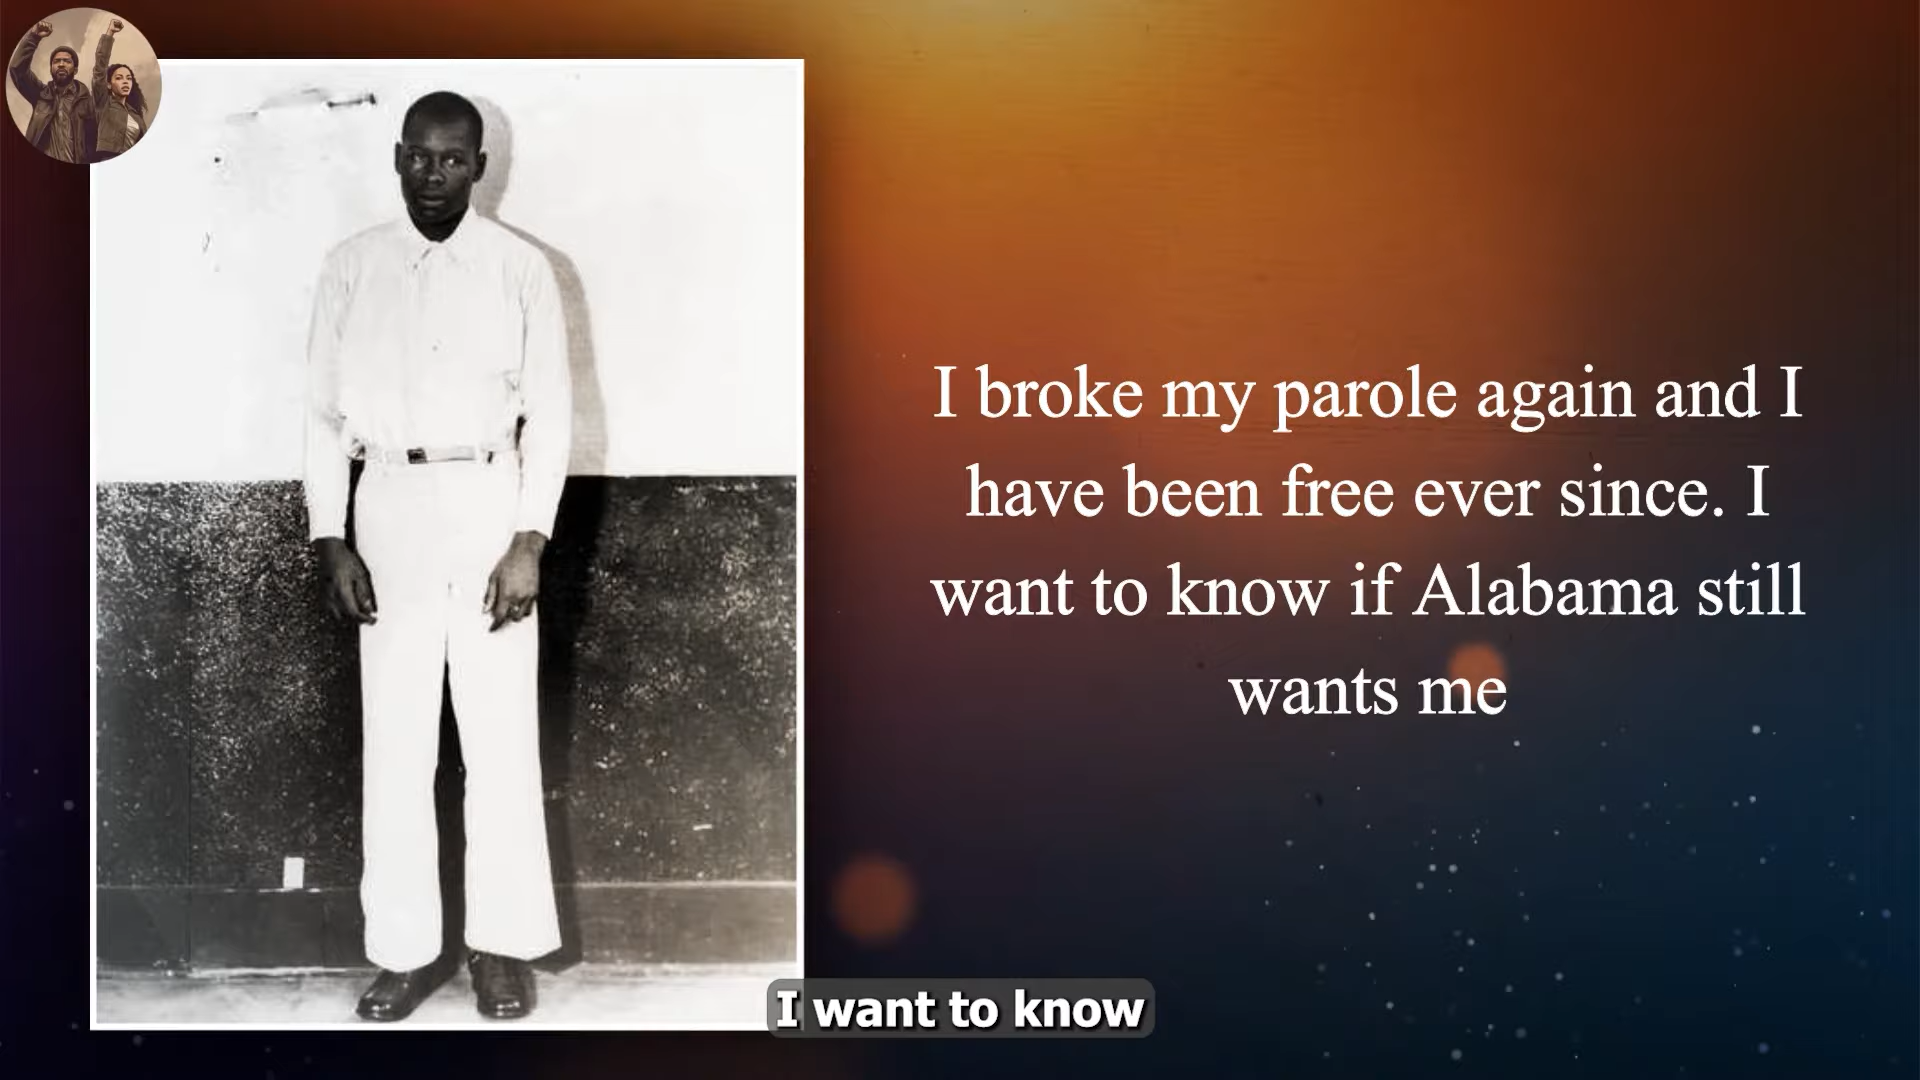 I broke my parole again and I
have been free ever since. I
want to know if Alabama still
wants me
I want to know